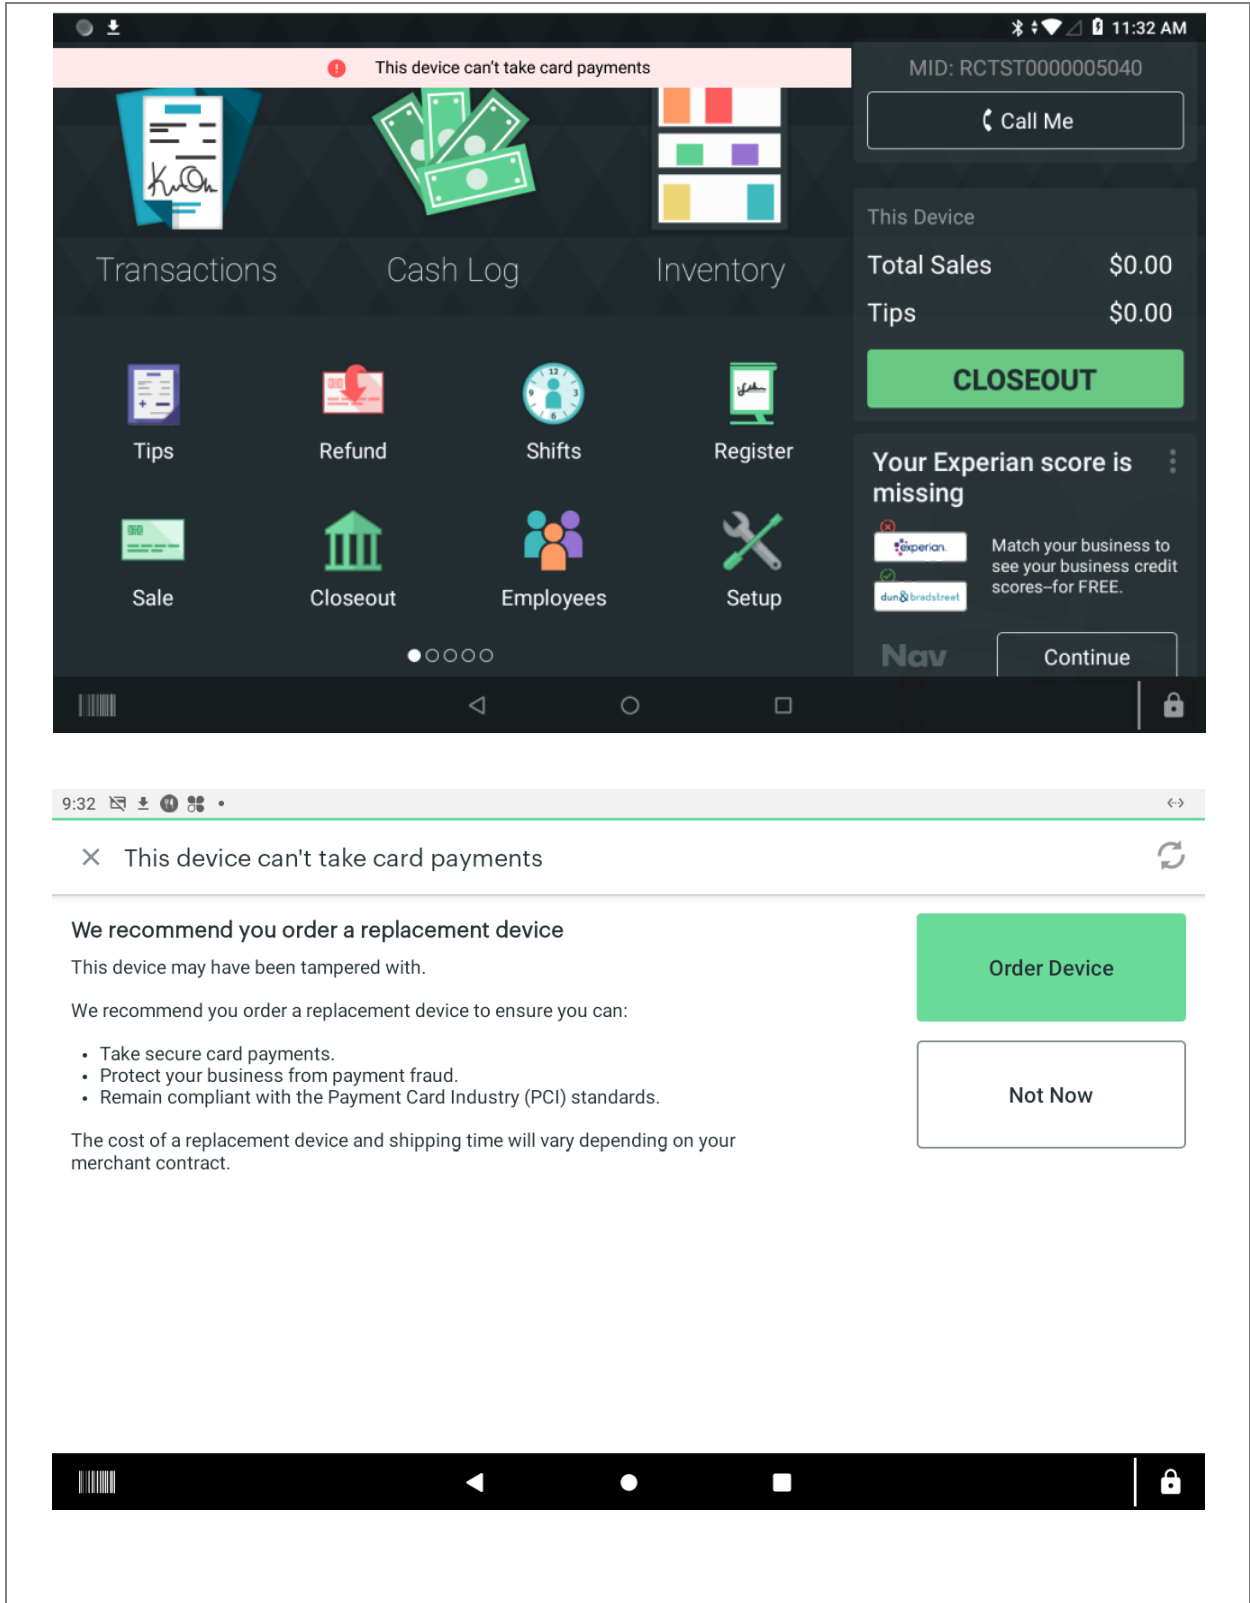 11:32 AM
This device can't take card payments
MID: RCTST0000005040
Call Me
This Device
Transactions
Cash Log
Inventory
Total Sales $0.00
Tips $0.00
CLOSEOUT
Tips
Refund
Shifts
Register
Your Experian score is
missing
experian.
dun & bradstreet
Match your business to
see your business credit
scores–for FREE.
Sale
Closeout
Employees
Setup
Nav
Continue
9:32
This device can't take card payments
We recommend you order a replacement device
This device may have been tampered with.
We recommend you order a replacement device to ensure you can:
• Take secure card payments.
• Protect your business from payment fraud.
• Remain compliant with the Payment Card Industry (PCI) standards.
The cost of a replacement device and shipping time will vary depending on your
merchant contract.
Order Device
Not Now